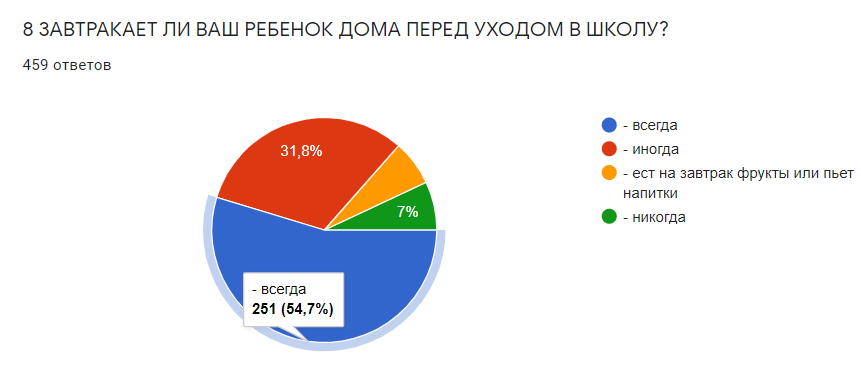 8 ЗАВТРАКАЕТ ЛИ ВАШ РЕБЕНОК ДОМА ПЕРЕД УХОДОМ В ШКОЛУ?
459 ответов
31,8%
7%
- всегда
251 (54,7%)
- всегда
- иногда
- ест на завтрак фрукты или пьет
напитки
- никогда